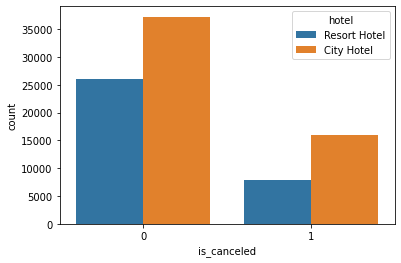 hotel
Resort Hotel
City Hotel
count
35000
30000
25000
20000
15000
10000
5000
0
0 1
is_canceled